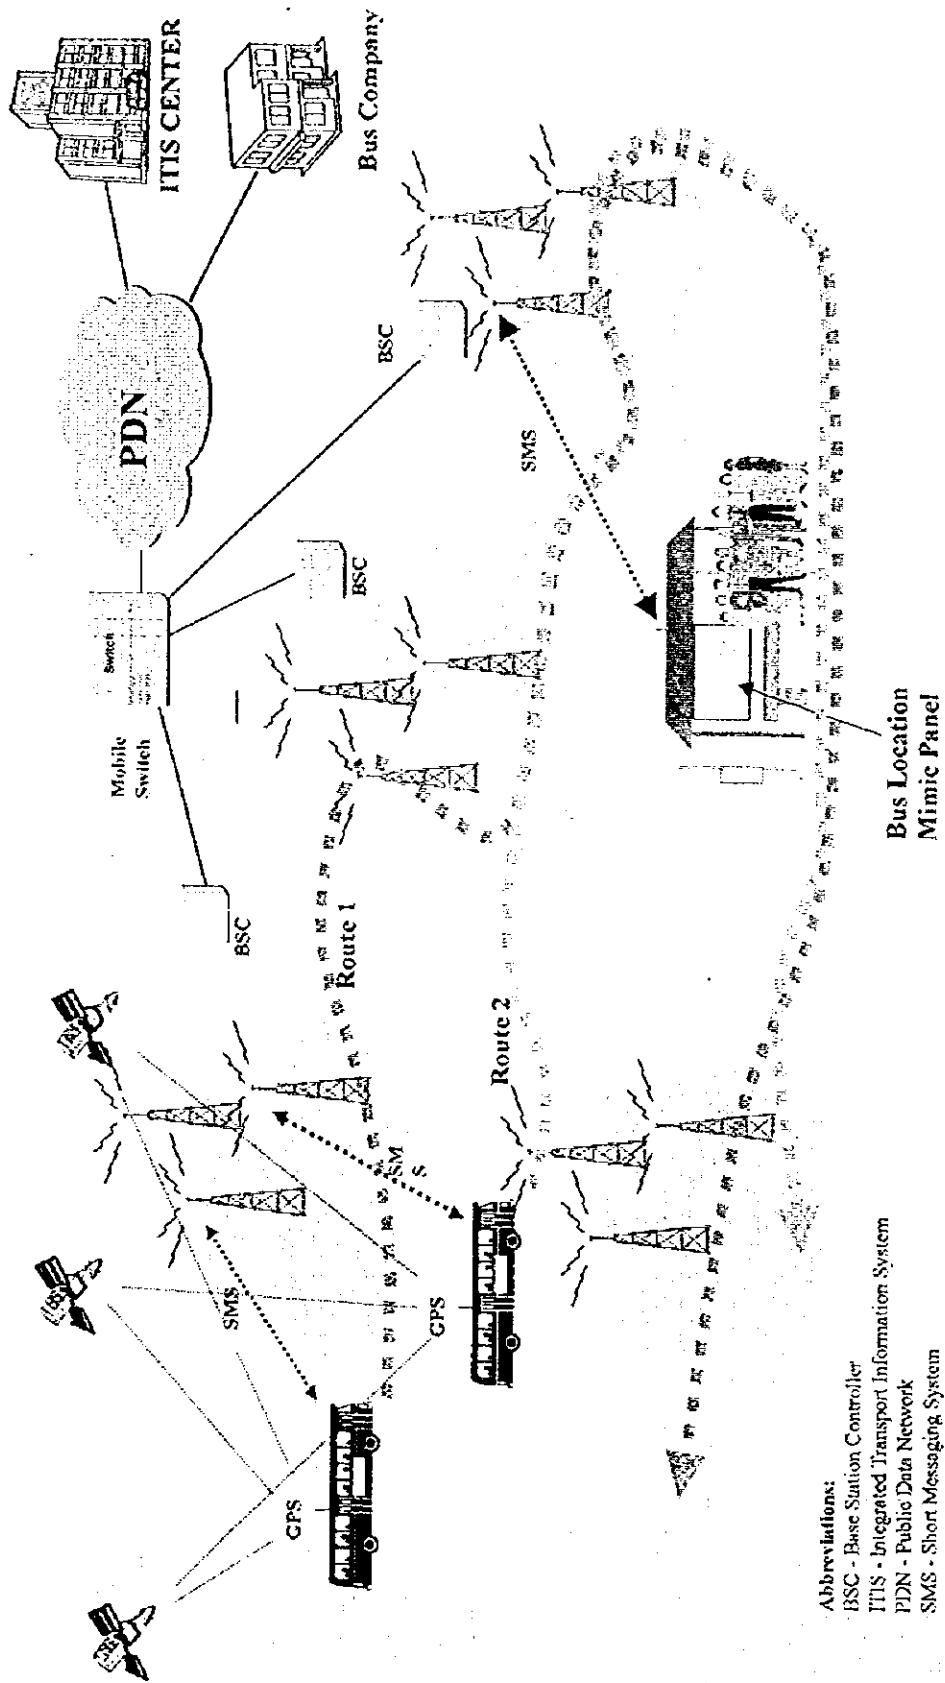 ITIS CENTER
Bus Company
PDN
Switch
Mobile
Switch
BSC
BSC
BSC
SMS
Route 1
Route 2
SM
S
SMS
GPS
GPS
Bus Location
Mimic Panel
Abbreviations:
BSC - Base Station Controller
ITIS - Integrated Transport Information System
PDN - Public Data Network
SMS - Short Messaging System